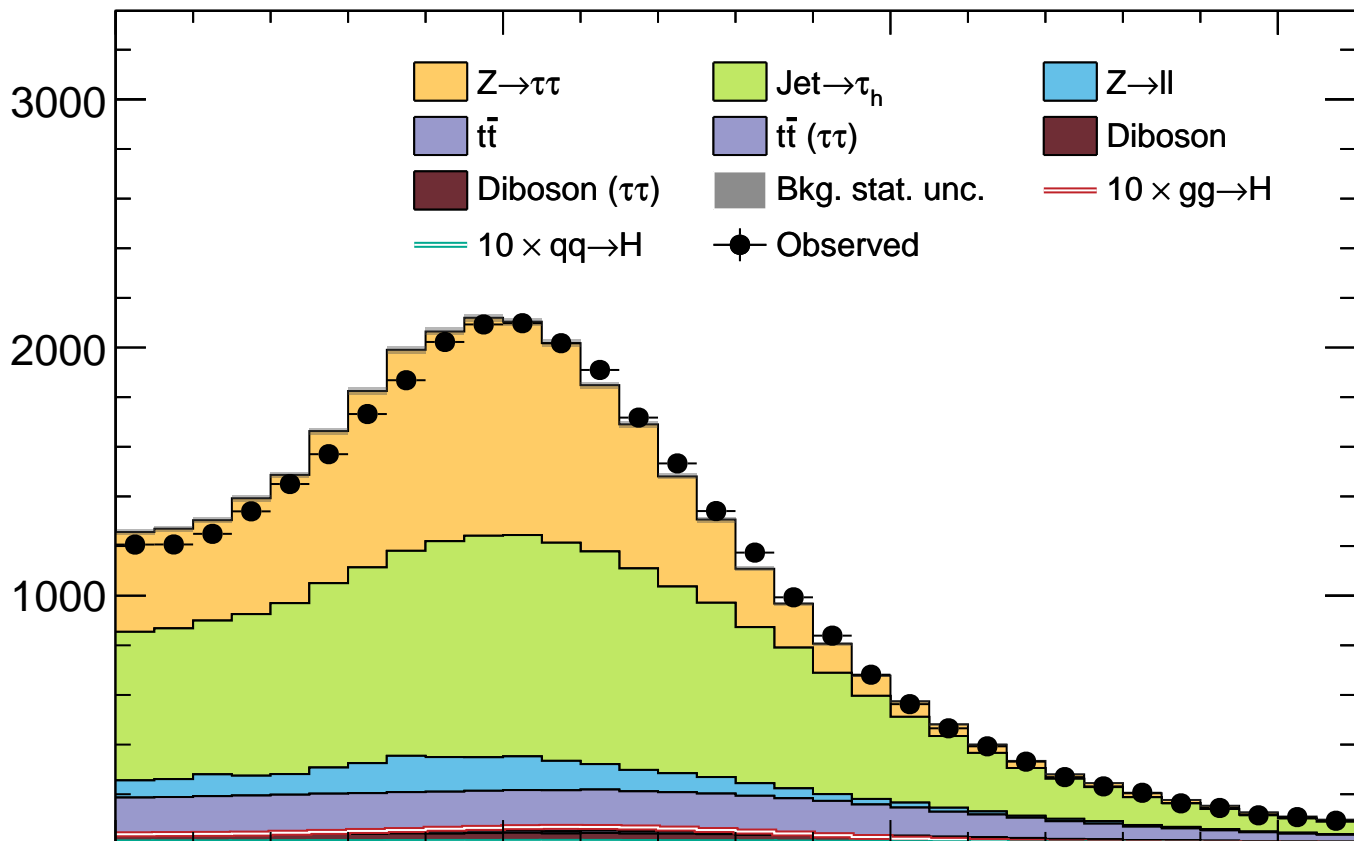 3000
2000
1000
Z→ττ Jet→τh Z→ll
tt̄ tt̄ (ττ) Diboson
Diboson (ττ) Bkg. stat. unc. 10 × gg→H
10 × qq→H Observed